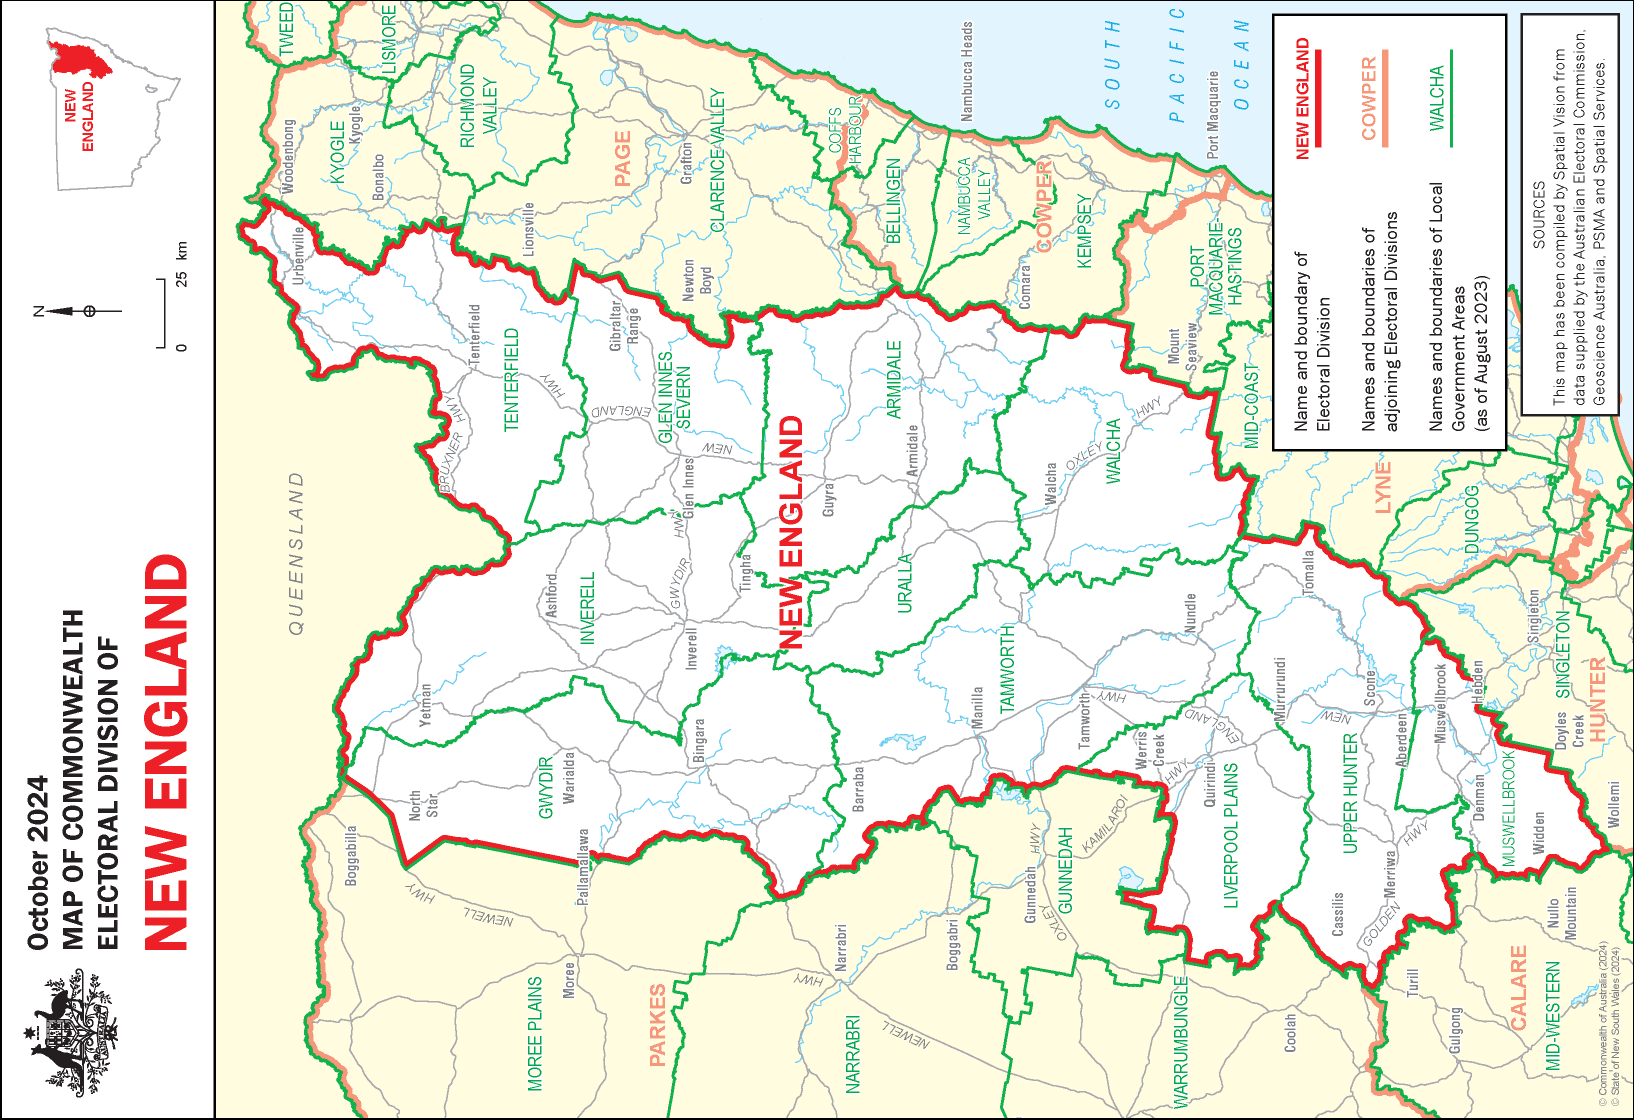 October 2024
MAP OF COMMONWEALTH
ELECTORAL DIVISION OF
NEW ENGLAND
N
0
25 km
NEW
ENGLAND
QUEENSLAND
SOUTH
PACIFIC
OCEAN
TWEED
LISMORE
KYOGLE
RICHMOND
VALLEY
Woodenbong
Kyogle
Bonalbo
PAGE
Grafton
CLARENCE VALLEY
COFFS
HARBOUR
BELLINGEN
NAMBUCCA
VALLEY
Nambucca Heads
COWPER
KEMPSEY
Port Macquarie
PORT
MACQUARIE-
HASTINGS
Urbenville
Lionsville
Newton
Boyd
Comara
Mount
Seaview
MID-COAST
Tenterfield
TENTERFIELD
Gibraltar
Range
GLEN INNES
SEVERN
ARMIDALE
BRUXNER HWY
HWY
ENGLAND
NEW
Glen Innes
Guyra
Armidale
Walcha
OXLEY
HWY
WALCHA
LYNE
DUNGOG
NEW ENGLAND
Ashford
INVERELL
GWYDIR
HWY
Tingha
URALLA
Inverell
TAMWORTH
Nundle
Tomalla
Singleton
SINGLETON
HUNTER
Yetman
Bingara
Manilla
Tamworth
HWY
ENGLAND
NEW
Murrurundi
Scone
Aberdeen
Muswellbrook
Hebden
Doyles
Creek
North
Star
GWYDIR
Warialda
Barraba
Werris
Creek
HWY
Quirindi
LIVERPOOL PLAINS
UPPER HUNTER
HWY
Denman
MUSWELLBROOK
Widden
Wollemi
Boggabilla
Pallamallawa
HWY
NEWELL
Gunnedah
HWY
OXLEY
GUNNEDAH
KAMILAROI
Merriwa
GOLDEN
Cassilis
Nullo
Mountain
Moree
MOREE PLAINS
PARKES
HWY
NEWELL
Narrabri
NARRABRI
Boggabri
WARRUMBUNGLE
Coolah
Turill
Gulgong
CALARE
MID-WESTERN
NEW ENGLAND
Name and boundary of
Electoral Division
COWPER
Names and boundaries of
adjoining Electoral Divisions
WALCHA
Names and boundaries of Local
Government Areas
(as of August 2023)
SOURCES
This map has been compiled by Spatial Vision from
data supplied by the Australian Electoral Commission,
Geoscience Australia, PSMA and Spatial Services.
© Commonwealth of Australia (2024)
© State of New South Wales (2024)